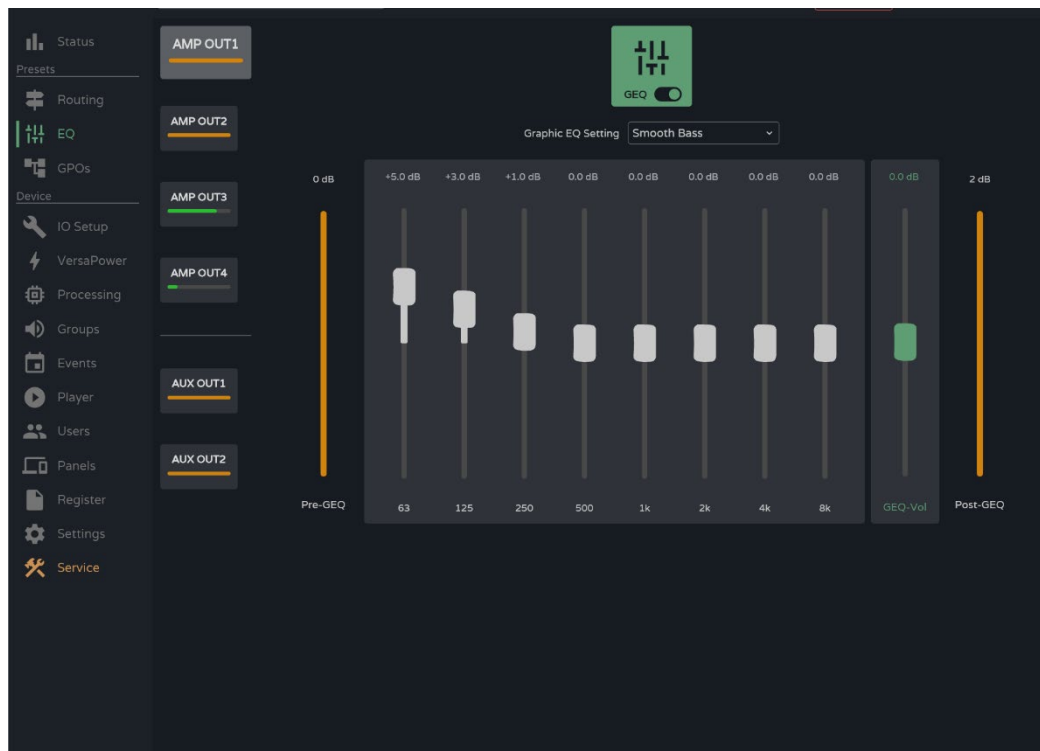 Status
Presets
Routing
EQ
GPOs
Device
IO Setup
VersaPower
Processing
Groups
Events
Player
Users
Panels
Register
Settings
Service
AMP OUT1
AMP OUT2
AMP OUT3
AMP OUT4
AUX OUT1
AUX OUT2
GEQ
Graphic EQ Setting Smooth Bass
0 dB +5.0 dB +3.0 dB +1.0 dB 0.0 dB 0.0 dB 0.0 dB 0.0 dB 0.0 dB 0.0 dB 2 dB
Pre-GEQ 63 125 250 500 1k 2k 4k 8k GEQ-Vol Post-GEQ